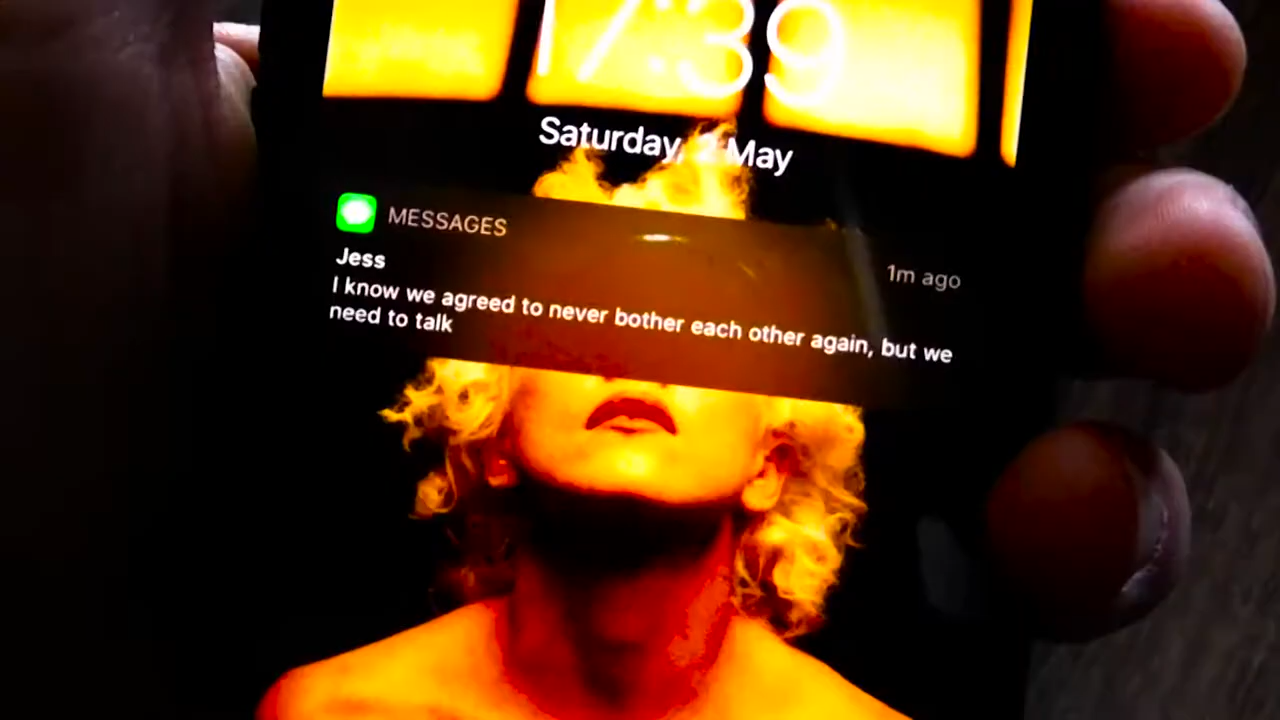 17:39
Saturday, 2 May
MESSAGES
1m ago
Jess
I know we agreed to never bother each other again, but we
need to talk